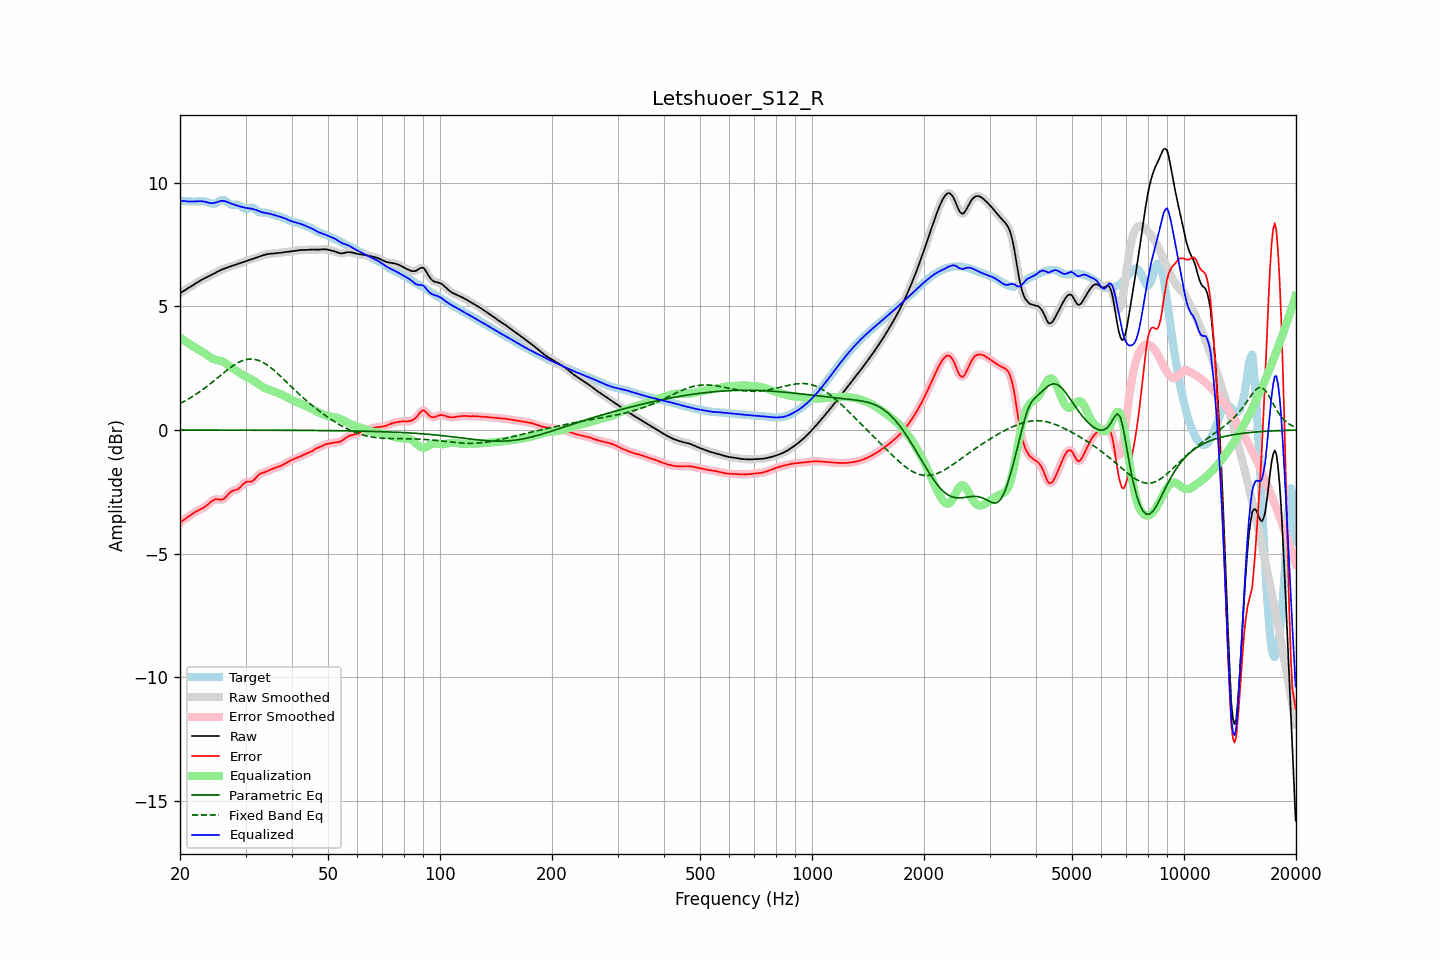 Letshuoer_S12_R
Amplitude (dBr)
10
5
0
−5
−10
−15
Target
Raw Smoothed
Error Smoothed
Raw
Error
Equalization
Parametric Eq
Fixed Band Eq
Equalized
20 50 100 200 500 1000 2000 5000 10000 20000
Frequency (Hz)